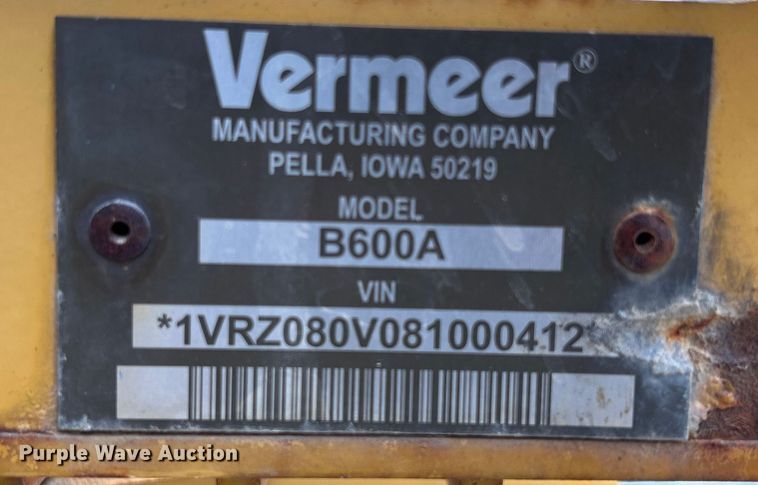 Vermeer®
MANUFACTURING COMPANY
PELLA, IOWA 50219
MODEL
B600A
VIN
*1VRZ080V081000412
Purple Wave Auction